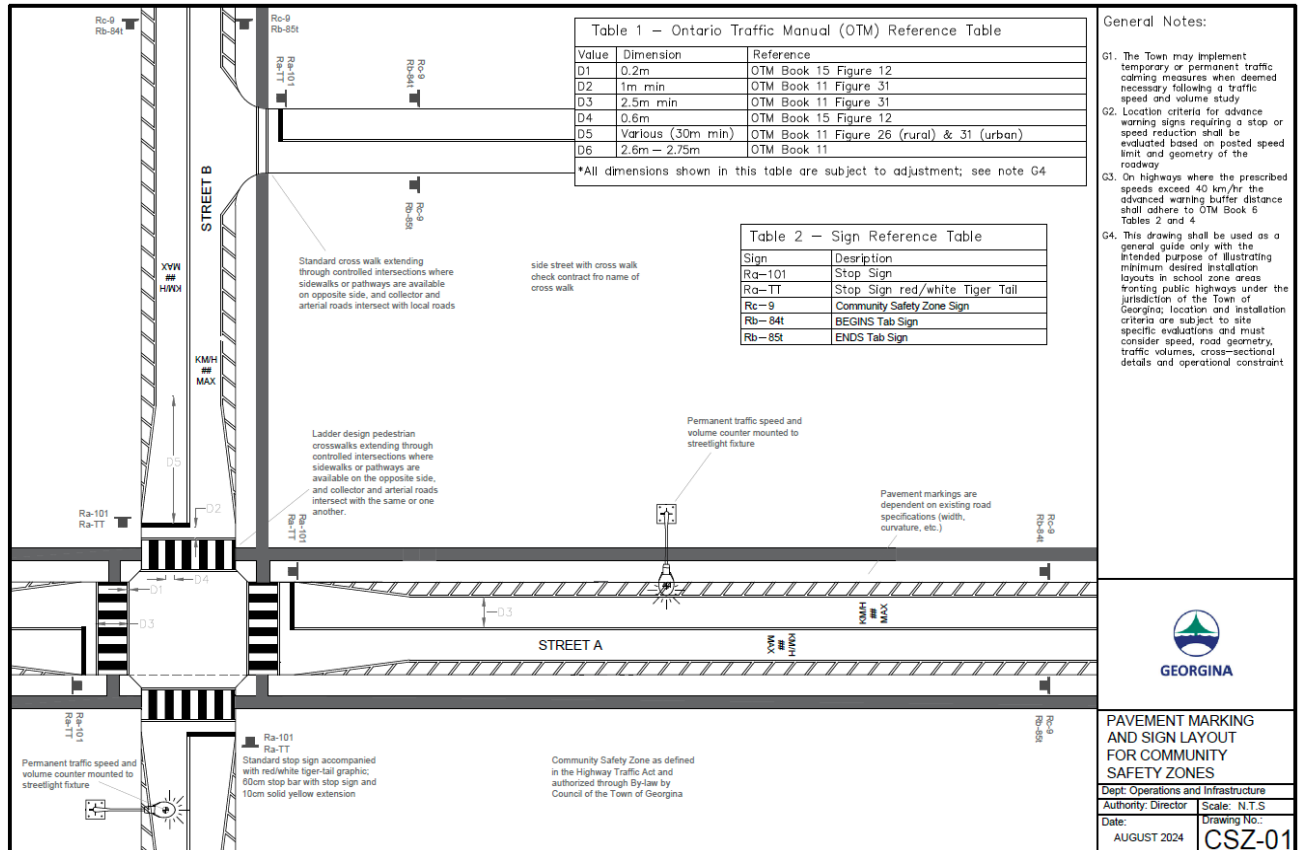 Rc-9
Rb-84t
Rc-9
Rb-85t
Ra-101
Ra-TT
Rc-9
Rb-84t
Table 1 – Ontario Traffic Manual (OTM) Reference Table
Value Dimension Reference
D1 0.2m OTM Book 15 Figure 12
D2 1m min OTM Book 11 Figure 31
D3 2.5m min OTM Book 11 Figure 31
D4 0.6m OTM Book 15 Figure 12
D5 Various (30m min) OTM Book 11 Figure 26 (rural) & 31 (urban)
D6 2.6m – 2.75m OTM Book 11
*All dimensions shown in this table are subject to adjustment; see note G4
Rc-9
Rb-85t
STREET B
Table 2 – Sign Reference Table
Sign Desription
Ra-101 Stop Sign
Ra-TT Stop Sign red/white Tiger Tail
Rc-9 Community Safety Zone Sign
Rb-84t BEGINS Tab Sign
Rb-85t ENDS Tab Sign
Standard cross walk extending
through controlled intersections where
sidewalks or pathways are available
on opposite side, and collector and
arterial roads intersect with local roads
side street with cross walk
check contract fro name of
cross walk
KM/H
##
MAX
KM/H
##
MAX
Ladder design pedestrian
crosswalks extending through
controlled intersections where
sidewalks or pathways are
available on the opposite side,
and collector and arterial roads
intersect with the same or one
another.
Permanent traffic speed and
volume counter mounted to
streetlight fixture
Pavement markings are
dependent on existing road
specifications (width,
curvature, etc.)
D5
D2
Ra-101
Ra-TT
Ra-101
Ra-TT
Rc-9
Rb-84t
D4
D1
D3
D3
STREET A
KM/H
##
MAX
KM/H
##
MAX
Ra-101
Ra-TT
Rc-9
Rb-85t
Ra-101
Ra-TT
Standard stop sign accompanied
with red/white tiger-tail graphic;
60cm stop bar with stop sign and
10cm solid yellow extension
Permanent traffic speed and
volume counter mounted to
streetlight fixture
Community Safety Zone as defined
in the Highway Traffic Act and
authorized through By-law by
Council of the Town of Georgina
General Notes:
G1. The Town may implement
temporary or permanent traffic
calming measures when deemed
necessary following a traffic
speed and volume study
G2. Location criteria for advance
warning signs requiring a stop or
speed reduction shall be
evaluated based on posted speed
limit and geometry of the
roadway
G3. On highways where the prescribed
speeds exceed 40 km/hr the
advanced warning buffer distance
shall adhere to OTM Book 6
Tables 2 and 4
G4. This drawing shall be used as a
general guide only with the
intended purpose of illustrating
minimum desired installation
layouts in school zone areas
fronting public highways under the
jurisdiction of the Town of
Georgina; location and installation
criteria are subject to site
specific evaluations and must
consider speed, road geometry,
traffic volumes, cross-sectional
details and operational constraint
GEORGINA
PAVEMENT MARKING
AND SIGN LAYOUT
FOR COMMUNITY
SAFETY ZONES
Dept: Operations and Infrastructure
Authority: Director Scale: N.T.S
Date: Drawing No.:
AUGUST 2024 CSZ-01